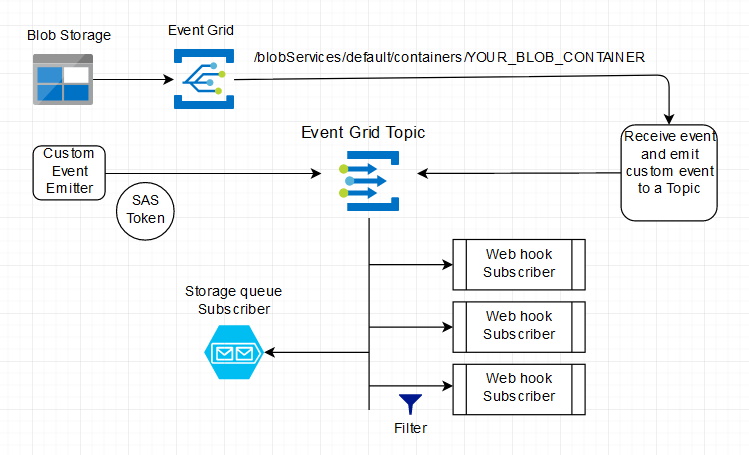 Blob Storage
Event Grid
/blobServices/default/containers/YOUR_BLOB_CONTAINER
Event Grid Topic
Receive event
and emit
custom event
to a Topic
Custom
Event
Emitter
SAS
Token
Web hook
Subscriber
Storage queue
Subscriber
Web hook
Subscriber
Web hook
Subscriber
Filter